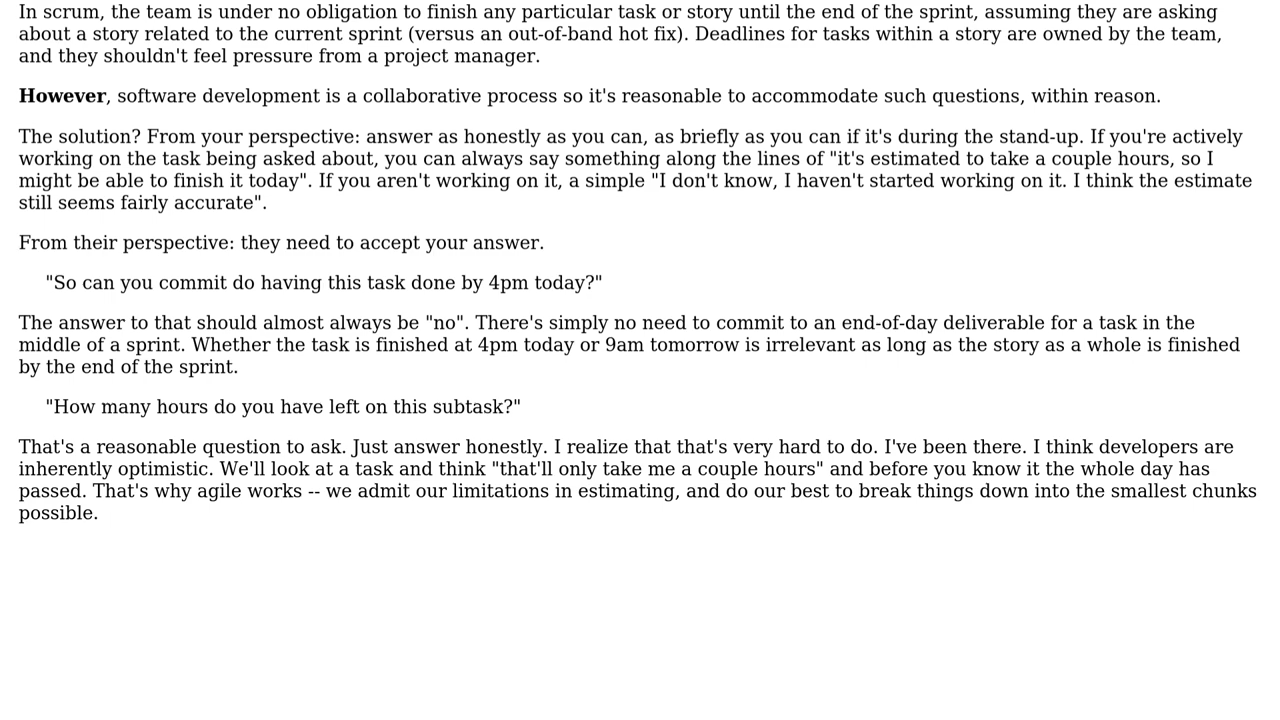 In scrum, the team is under no obligation to finish any particular task or story until the end of the sprint, assuming they are asking
about a story related to the current sprint (versus an out-of-band hot fix). Deadlines for tasks within a story are owned by the team,
and they shouldn't feel pressure from a project manager.
However, software development is a collaborative process so it's reasonable to accommodate such questions, within reason.
The solution? From your perspective: answer as honestly as you can, as briefly as you can if it's during the stand-up. If you're actively
working on the task being asked about, you can always say something along the lines of "it's estimated to take a couple hours, so I
might be able to finish it today". If you aren't working on it, a simple "I don't know, I haven't started working on it. I think the estimate
still seems fairly accurate".
From their perspective: they need to accept your answer.
"So can you commit do having this task done by 4pm today?"
The answer to that should almost always be "no". There's simply no need to commit to an end-of-day deliverable for a task in the
middle of a sprint. Whether the task is finished at 4pm today or 9am tomorrow is irrelevant as long as the story as a whole is finished
by the end of the sprint.
"How many hours do you have left on this subtask?"
That's a reasonable question to ask. Just answer honestly. I realize that that's very hard to do. I've been there. I think developers are
inherently optimistic. We'll look at a task and think "that'll only take me a couple hours" and before you know it the whole day has
passed. That's why agile works -- we admit our limitations in estimating, and do our best to break things down into the smallest chunks
possible.